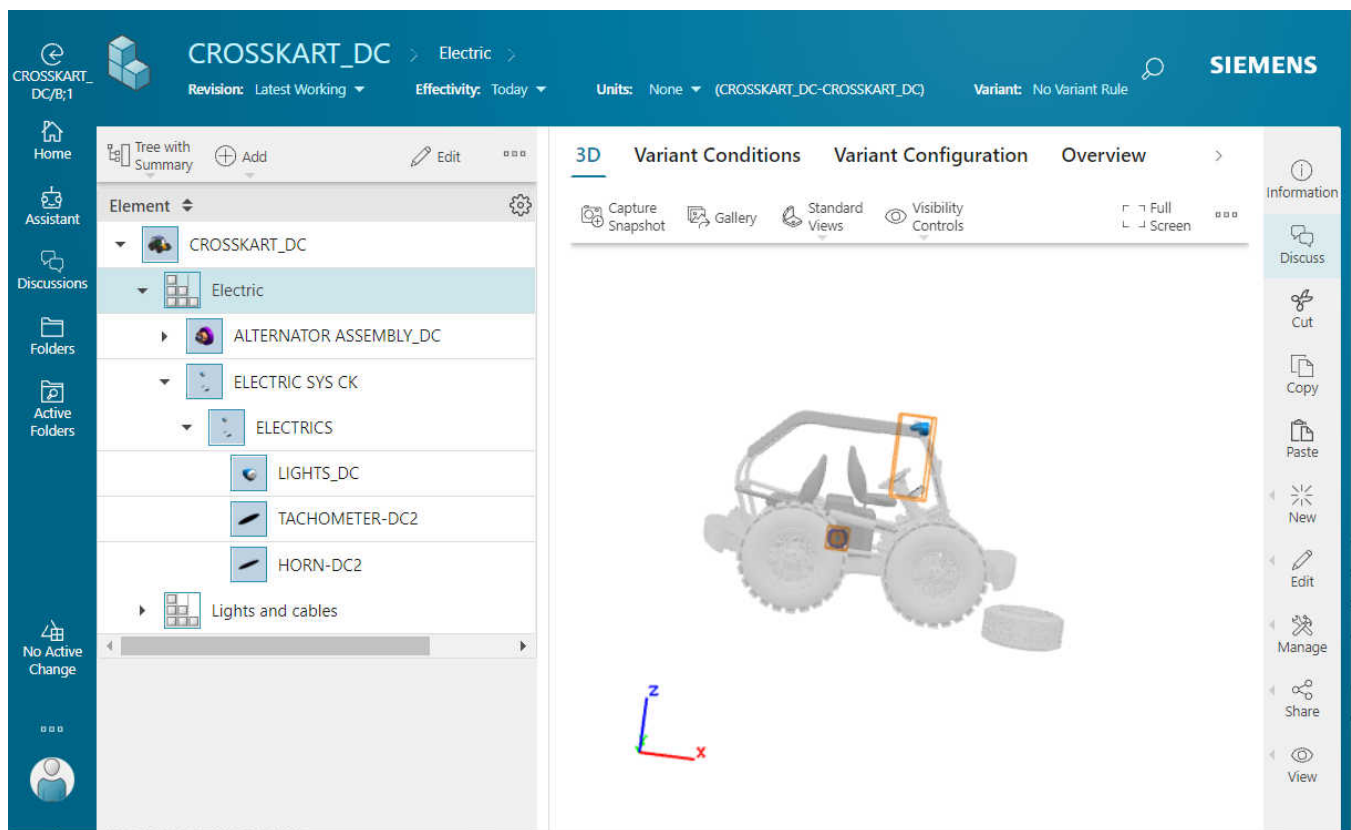 CROSSKART_
DC/B;1
Home
Assistant
Discussions
Folders
Active
Folders
No Active
Change
CROSSKART_DC > Electric >
Revision: Latest Working
Effectivity: Today
Units: None
(CROSSKART_DC-CROSSKART_DC)
Variant: No Variant Rule
SIEMENS
Tree with
Summary
Add
Edit
Element
CROSSKART_DC
Electric
ALTERNATOR ASSEMBLY_DC
ELECTRIC SYS CK
ELECTRICS
LIGHTS_DC
TACHOMETER-DC2
HORN-DC2
Lights and cables
3D
Variant Conditions
Variant Configuration
Overview
Capture
Snapshot
Gallery
Standard
Views
Visibility
Controls
Full
Screen
Z
Y
X
Information
Discuss
Cut
Copy
Paste
New
Edit
Manage
Share
View